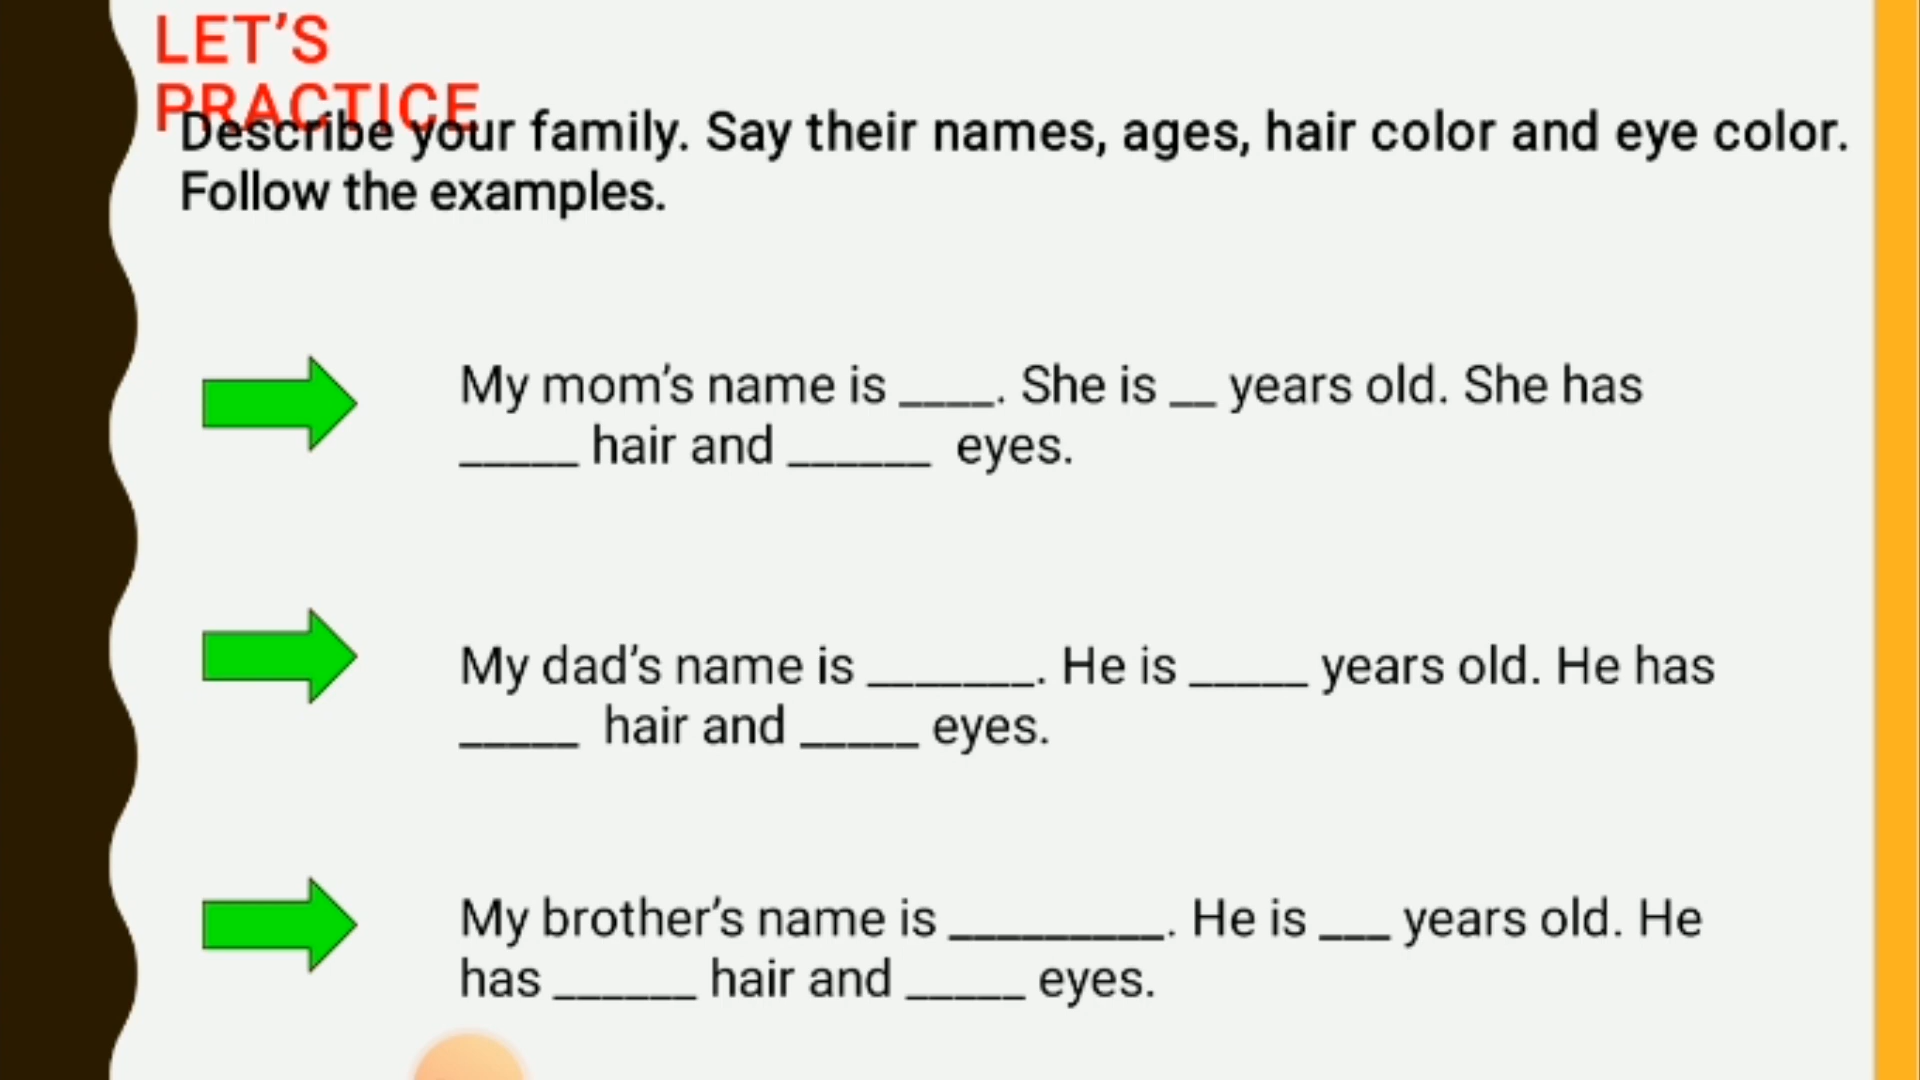 LET’S
PRACTICE
Describe your family. Say their names, ages, hair color and eye color.
Follow the examples.
My mom’s name is ____. She is __ years old. She has
_____ hair and ______ eyes.
My dad’s name is _______. He is _____ years old. He has
_____ hair and _____ eyes.
My brother’s name is _________. He is ___ years old. He
has ______ hair and _____ eyes.